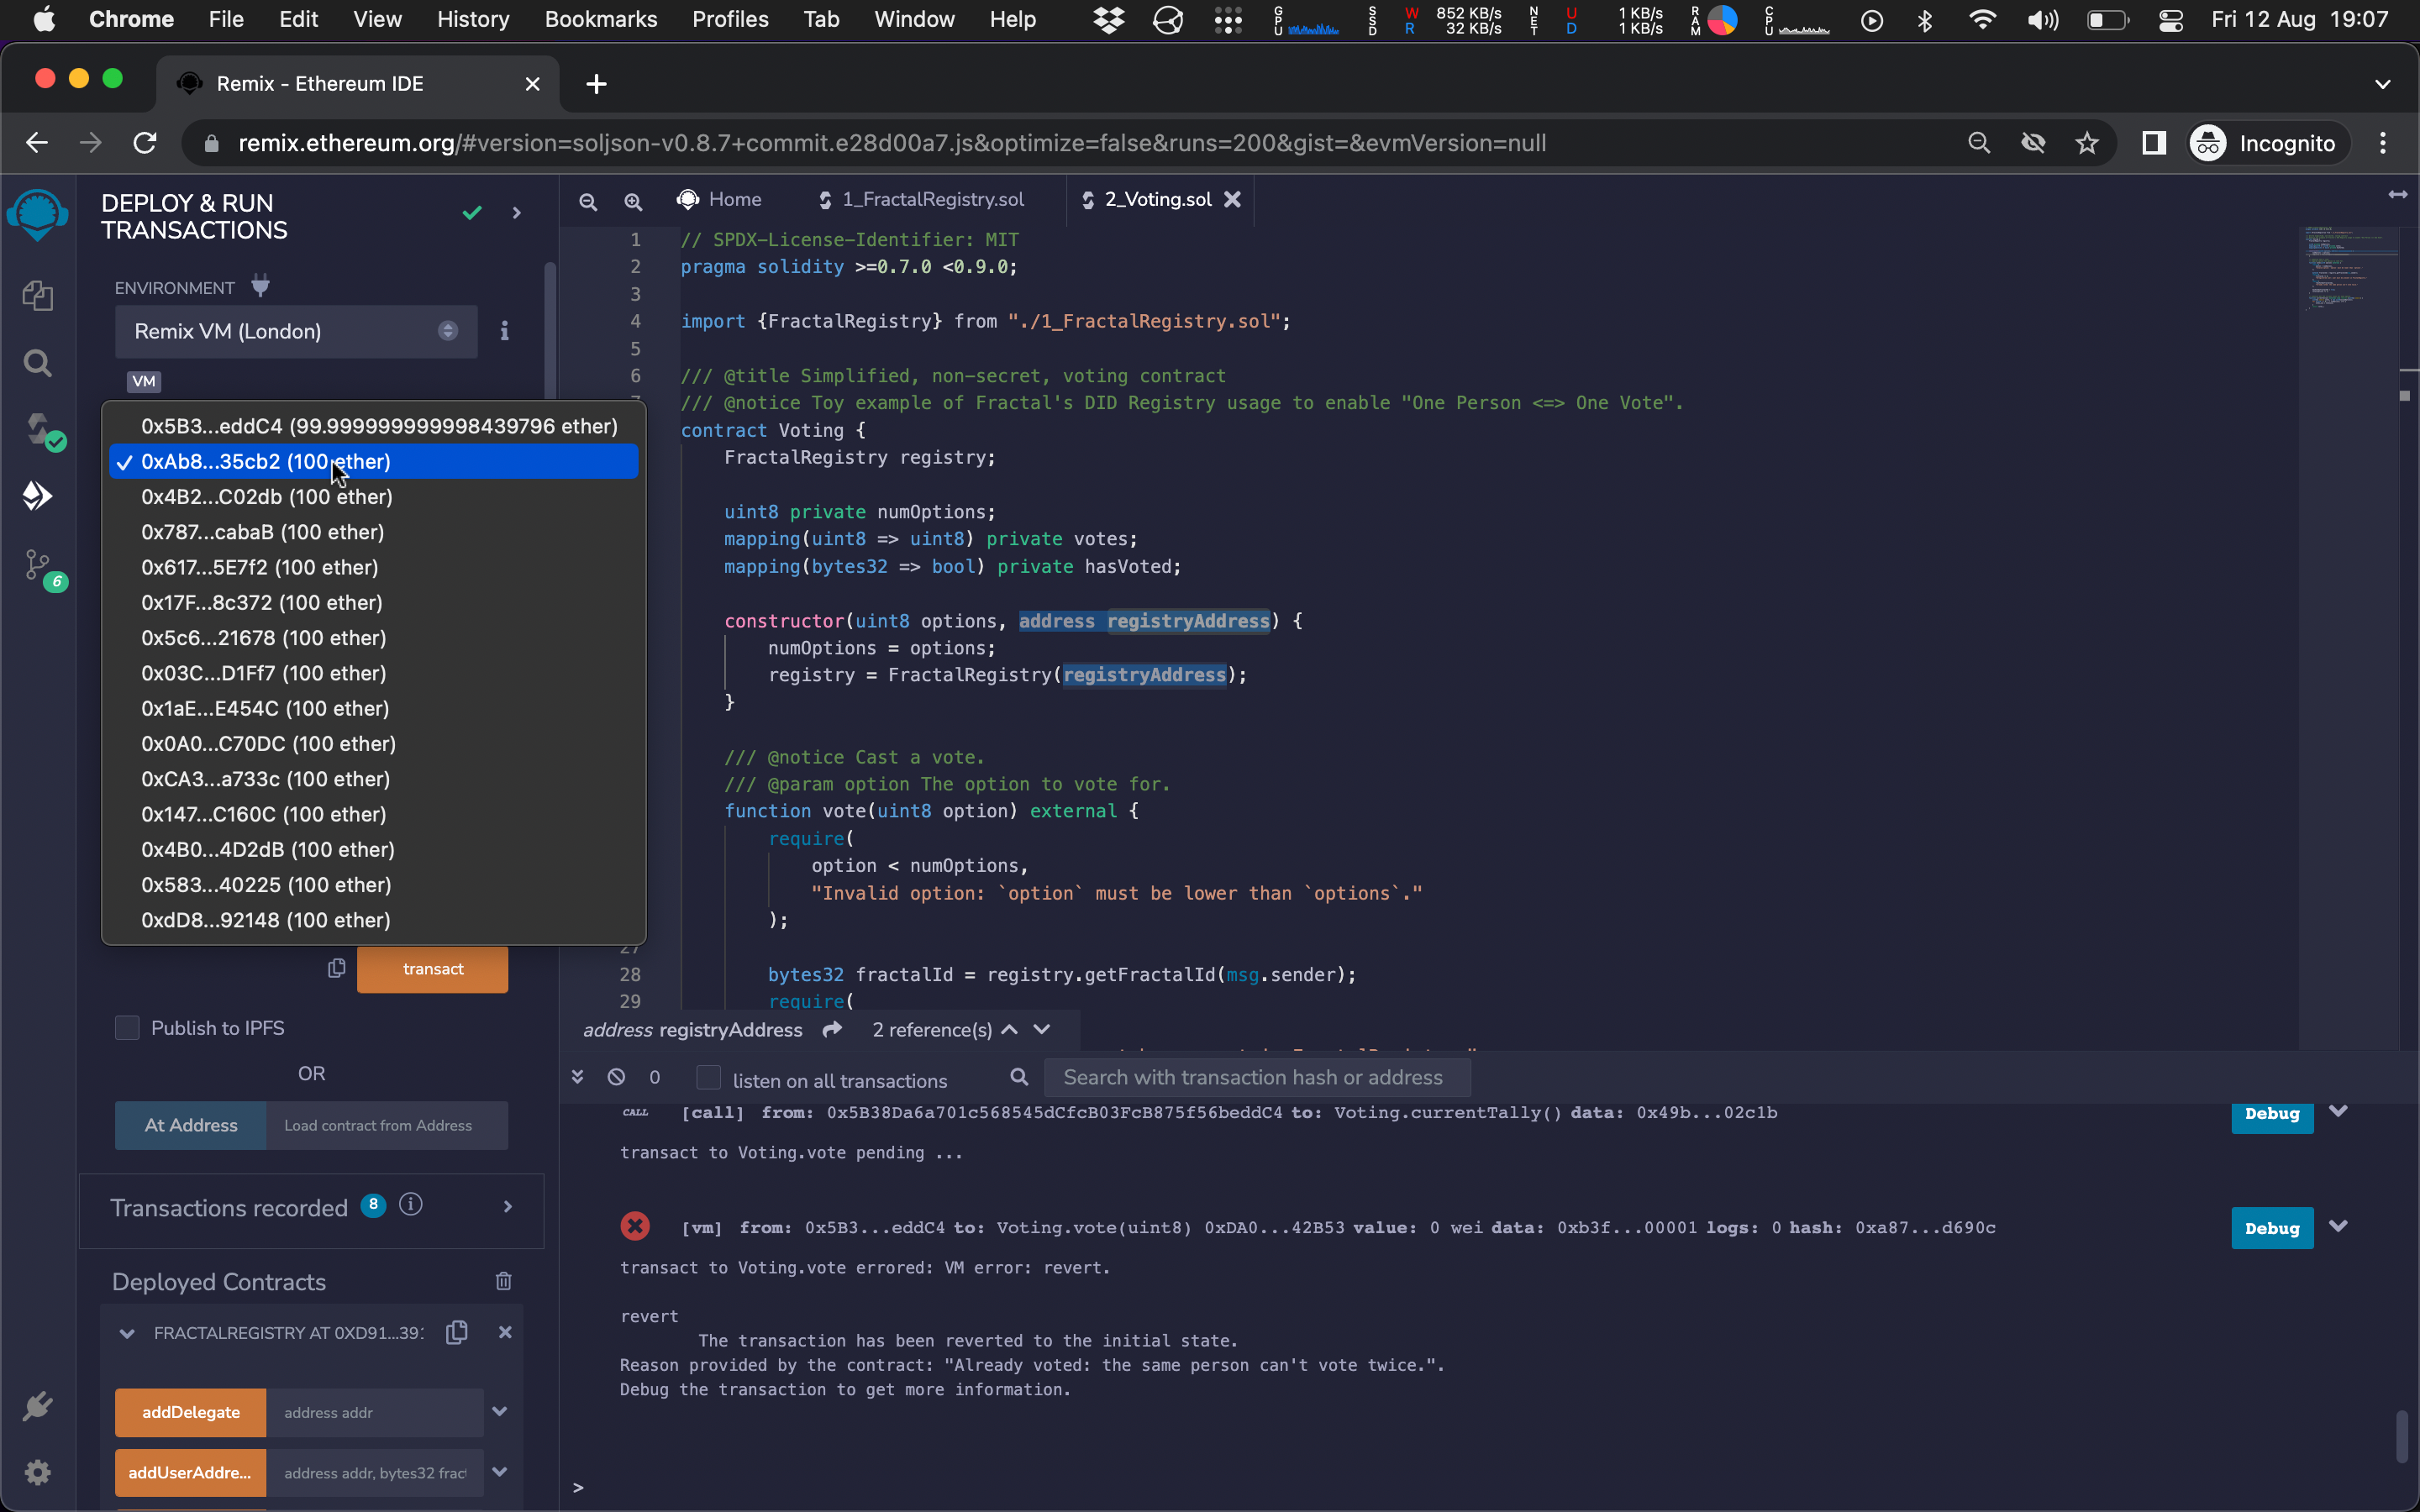 Chrome File Edit View History Bookmarks Profiles Tab Window Help GPU SSD W R 852 KB/s 32 KB/s NET U D 1 KB/s 1 KB/s RAM CPU Fri 12 Aug 19:07
Remix - Ethereum IDE
remix.ethereum.org/#version=soljson-v0.8.7+commit.e28d00a7.js&optimize=false&runs=200&gist=&evmVersion=null
Incognito
DEPLOY & RUN
TRANSACTIONS
ENVIRONMENT
Remix VM (London)
VM
0x5B3...eddC4 (99.999999999998439796 ether)
✓ 0xAb8...35cb2 (100 ether)
0x4B2...C02db (100 ether)
0x787...cabaB (100 ether)
0x617...5E7f2 (100 ether)
0x17F...8c372 (100 ether)
0x5c6...21678 (100 ether)
0x03C...D1Ff7 (100 ether)
0x1aE...E454C (100 ether)
0x0A0...C70DC (100 ether)
0xCA3...a733c (100 ether)
0x147...C160C (100 ether)
0x4B0...4D2dB (100 ether)
0x583...40225 (100 ether)
0xdD8...92148 (100 ether)
6
transact
Publish to IPFS
OR
At Address Load contract from Address
Transactions recorded 8
Deployed Contracts
FRACTALREGISTRY AT 0XD91...39
addDelegate address addr
addUserAddre... address addr, bytes32 frac
Home 1_FractalRegistry.sol 2_Voting.sol
1 // SPDX-License-Identifier: MIT
2 pragma solidity >=0.7.0 <0.9.0;
3
4 import {FractalRegistry} from "./1_FractalRegistry.sol";
5
6 /// @title Simplified, non-secret, voting contract
/// @notice Toy example of Fractal's DID Registry usage to enable "One Person <=> One Vote".
contract Voting {
FractalRegistry registry;
uint8 private numOptions;
mapping(uint8 => uint8) private votes;
mapping(bytes32 => bool) private hasVoted;
constructor(uint8 options, address registryAddress) {
numOptions = options;
registry = FractalRegistry(registryAddress);
}
/// @notice Cast a vote.
/// @param option The option to vote for.
function vote(uint8 option) external {
require(
option < numOptions,
"Invalid option: `option` must be lower than `options`."
);
27
28 bytes32 fractalId = registry.getFractalId(msg.sender);
29 require(
address registryAddress 2 reference(s)
0 listen on all transactions Search with transaction hash or address
CALL [call] from: 0x5B38Da6a701c568545dCfcB03FcB875f56beddC4 to: Voting.currentTally() data: 0x49b...02c1b Debug
transact to Voting.vote pending ...
[vm] from: 0x5B3...eddC4 to: Voting.vote(uint8) 0xDA0...42B53 value: 0 wei data: 0xb3f...00001 logs: 0 hash: 0xa87...d690c Debug
transact to Voting.vote errored: VM error: revert.
revert
The transaction has been reverted to the initial state.
Reason provided by the contract: "Already voted: the same person can't vote twice.".
Debug the transaction to get more information.
>